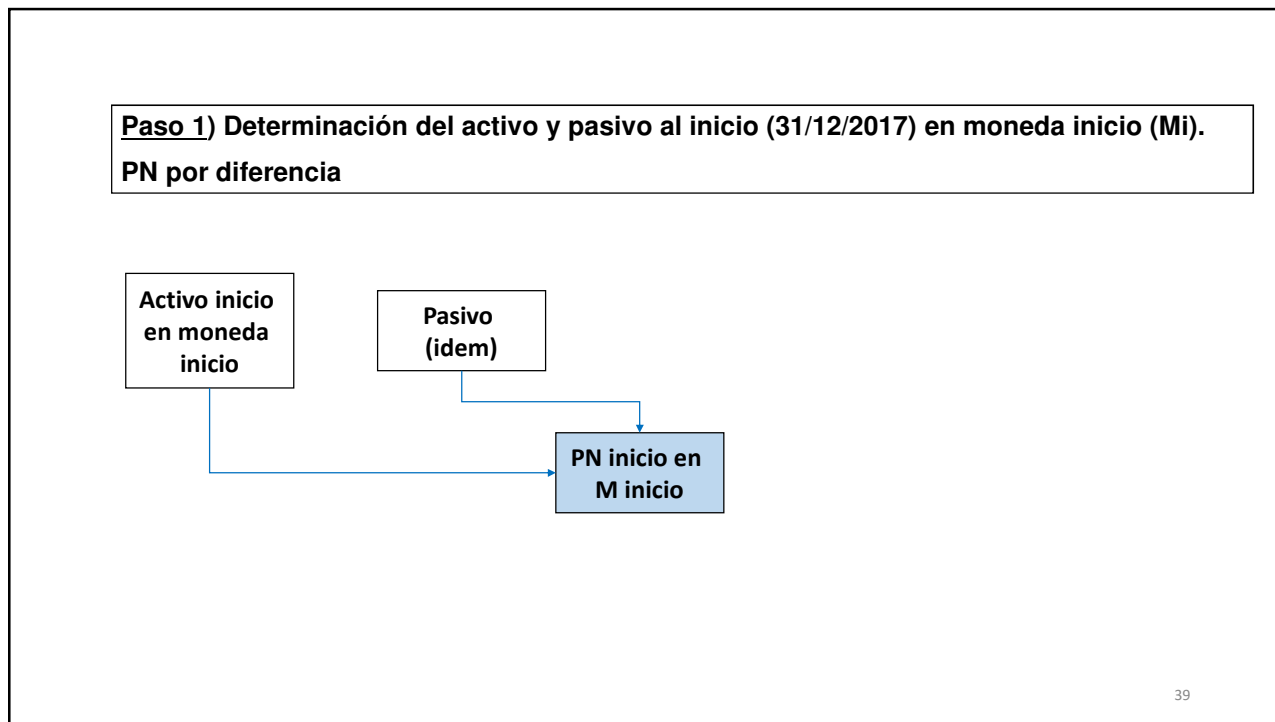 Paso 1) Determinación del activo y pasivo al inicio (31/12/2017) en moneda inicio (Mi).
PN por diferencia
Activo inicio
en moneda
inicio
Pasivo
(idem)
PN inicio en
M inicio
39